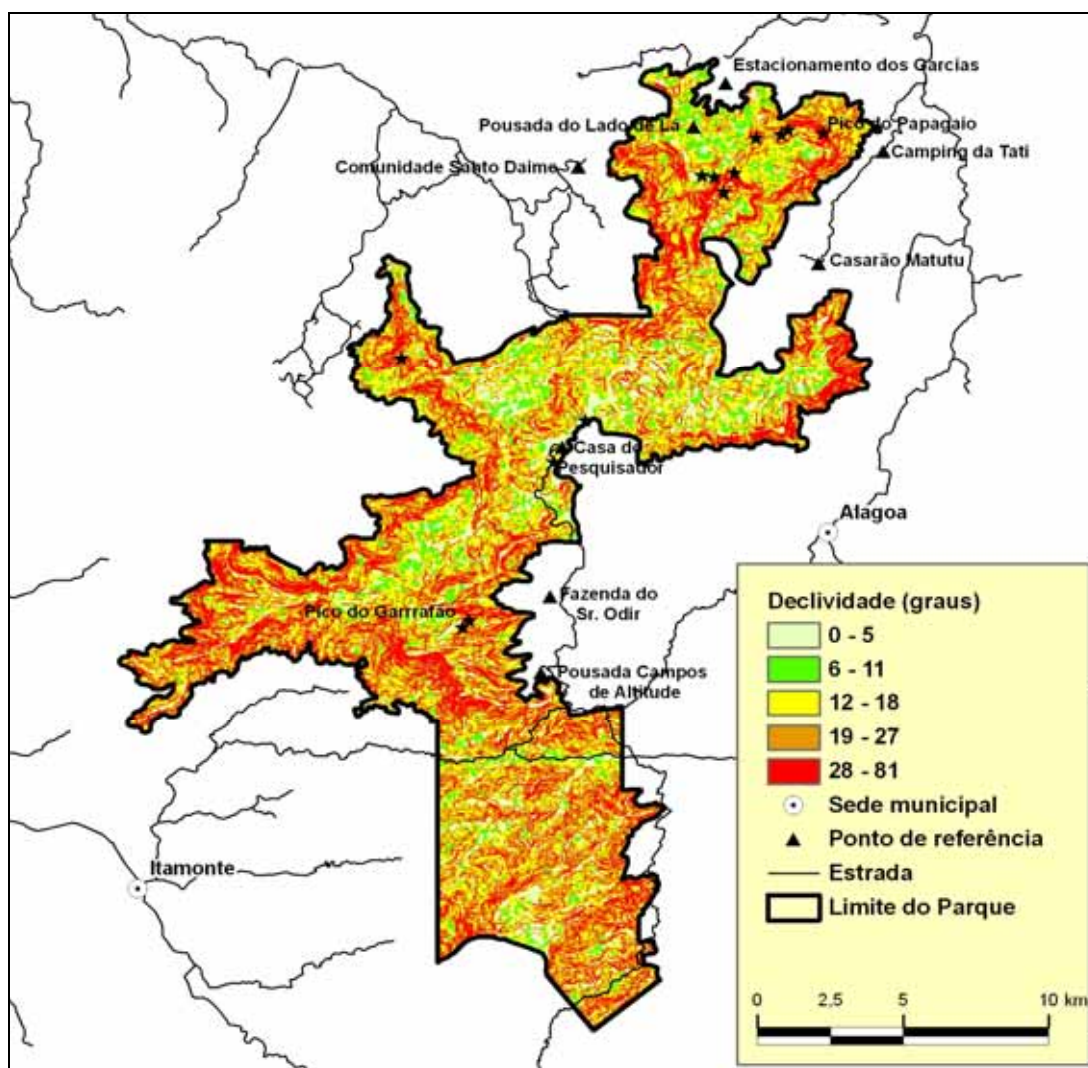 Estacionamento dos Garcias
Pousada do Lado de Lá
Pico do Papagaio
Camping da Tati
Comunidade Santo Daime
Casarão Matutu
Casa de
Pesquisador
Alagoa
Fazenda do
Sr. Odir
Pico do Garrrafão
Pousada Campos
de Altitude
Itamonte
Declividade (graus)
0 - 5
6 - 11
12 - 18
19 - 27
28 - 81
Sede municipal
Ponto de referência
Estrada
Limite do Parque
0 2,5 5 10 km